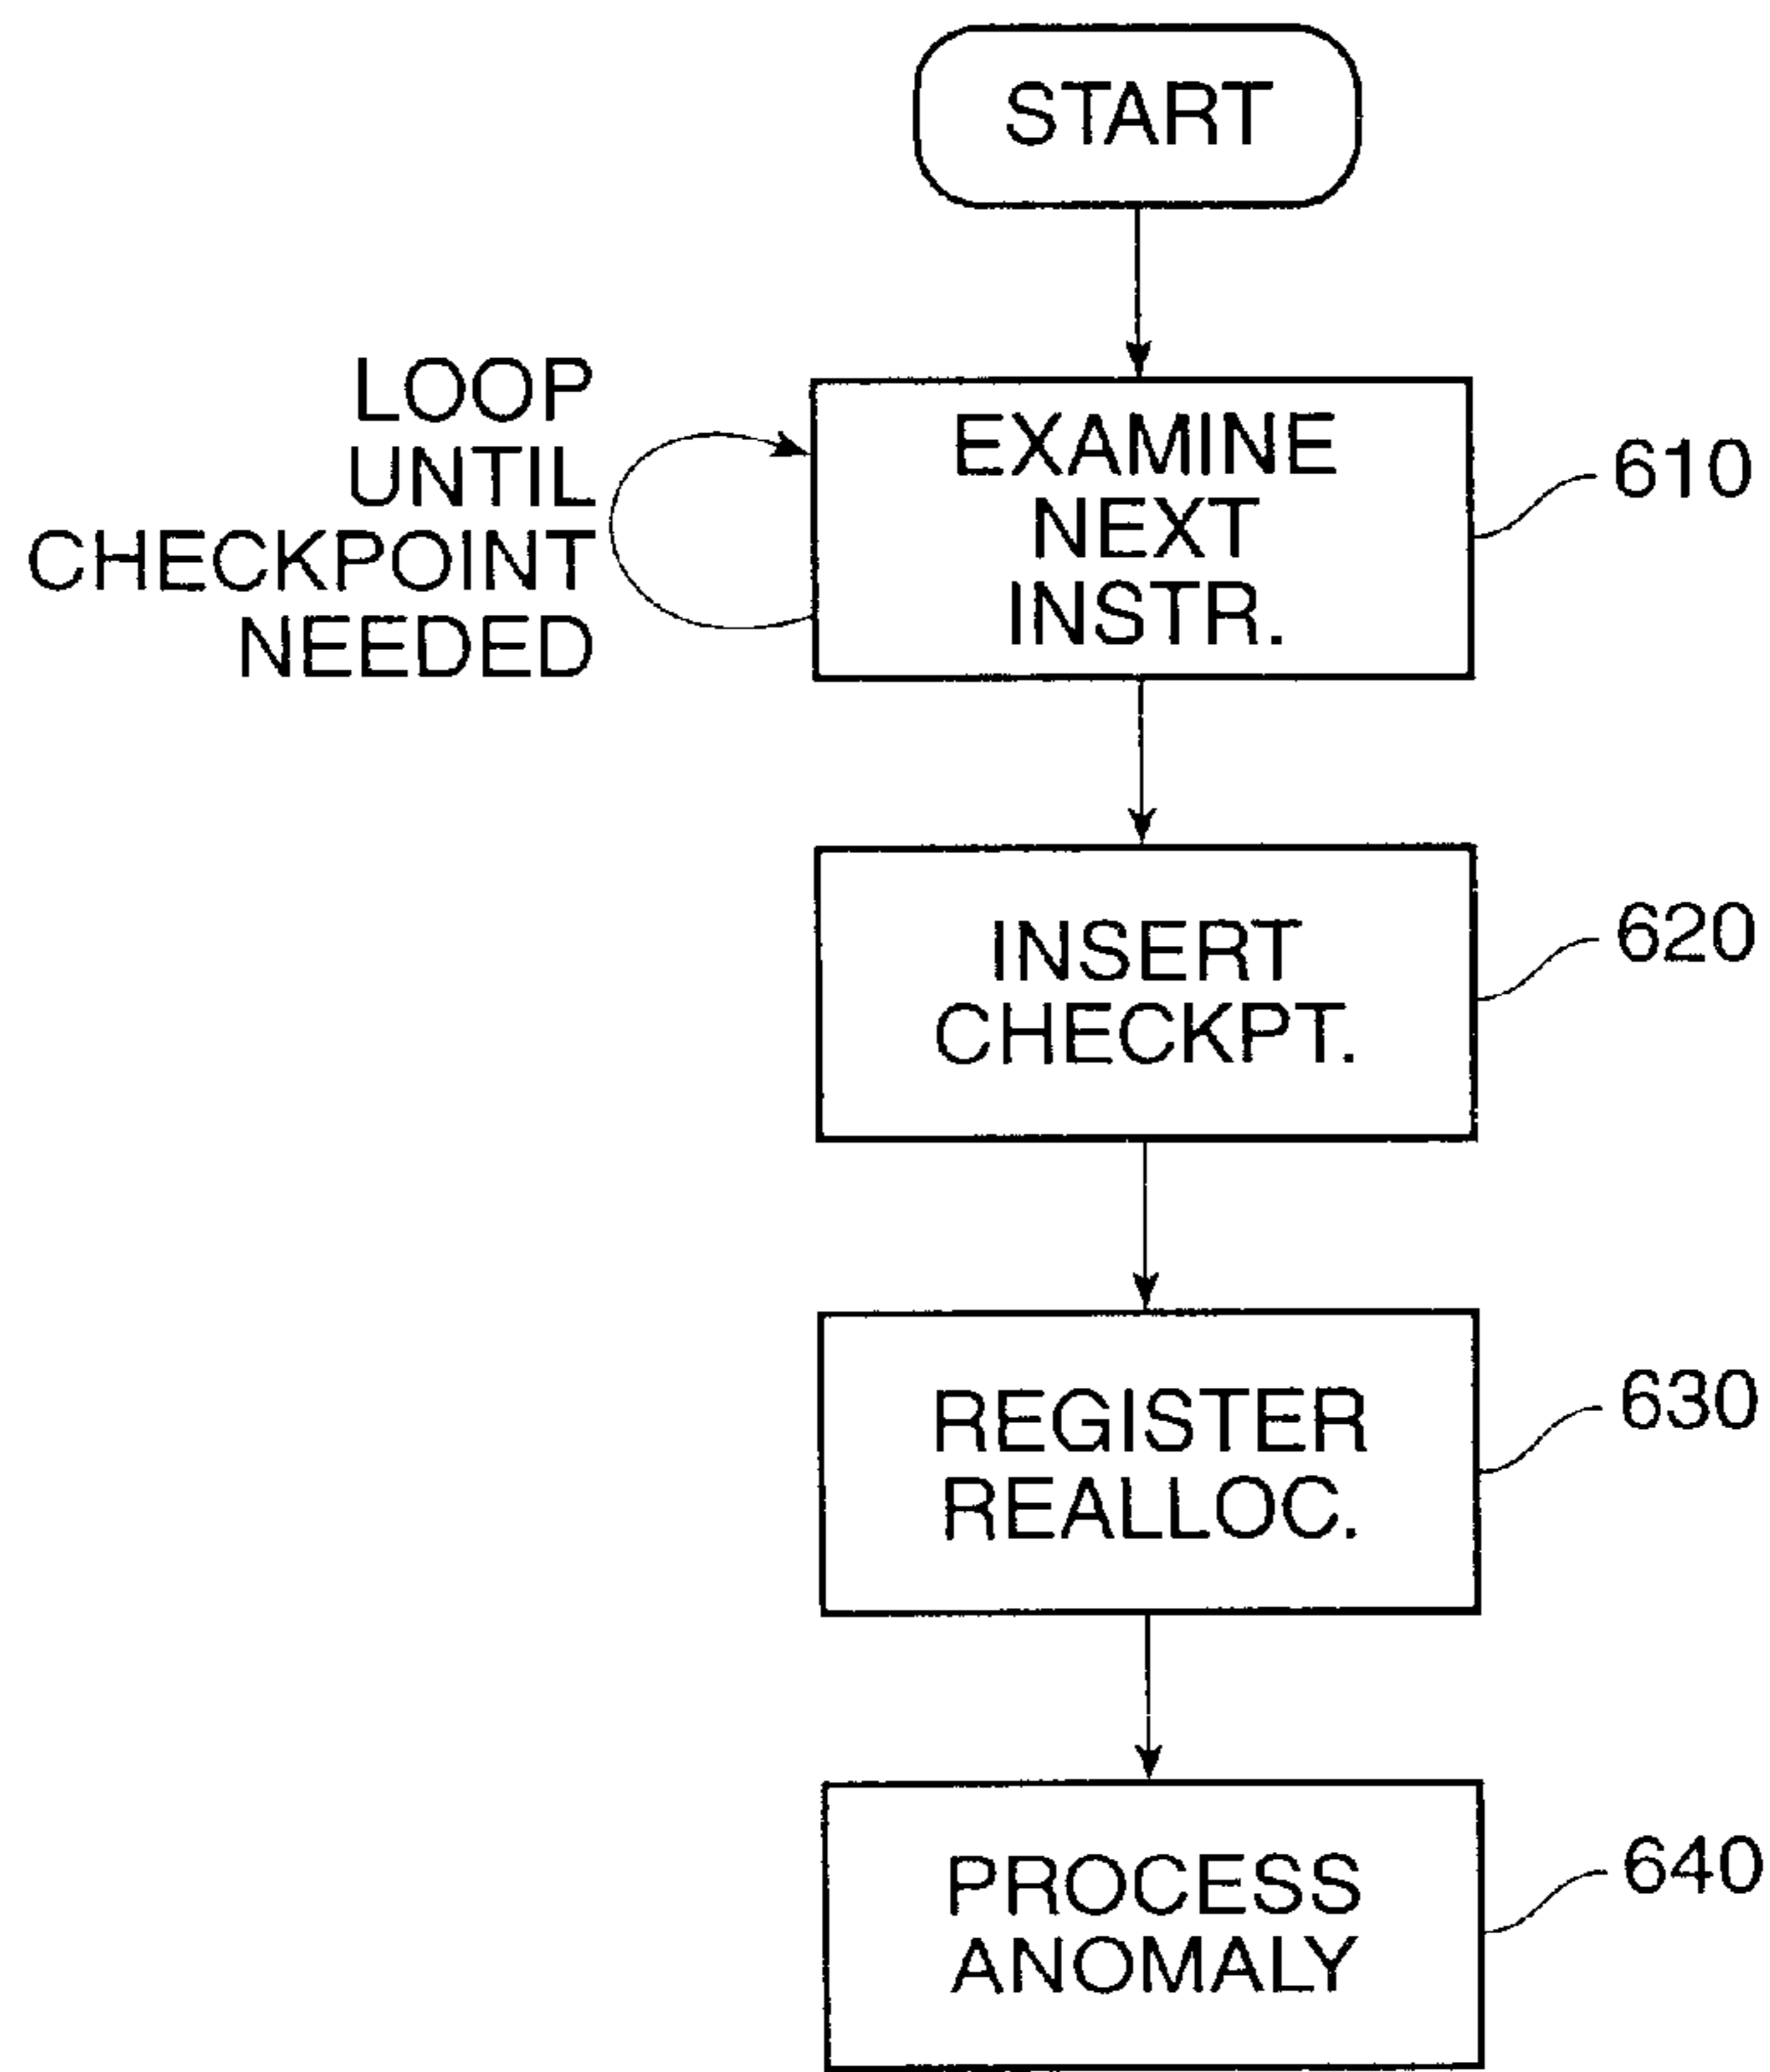 START
LOOP
UNTIL
CHECKPOINT
NEEDED
EXAMINE
NEXT
INSTR.
610
INSERT
CHECKPT.
620
REGISTER
REALLOC.
630
PROCESS
ANOMALY
640